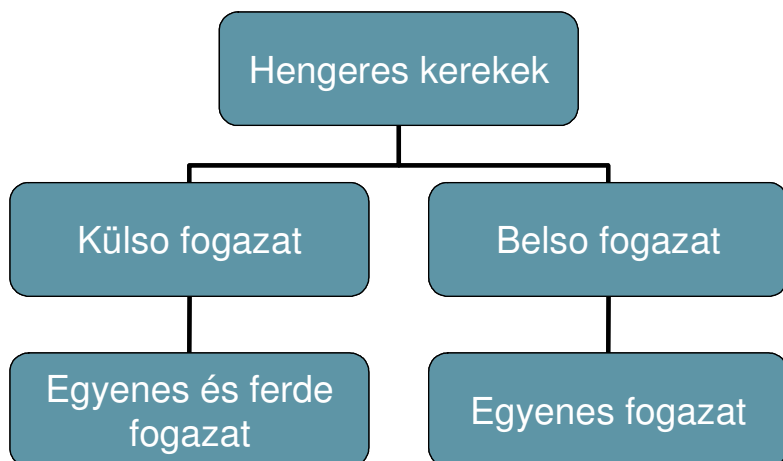 Hengeres kerekek
Külso fogazat
Belso fogazat
Egyenes és ferde
fogazat
Egyenes fogazat